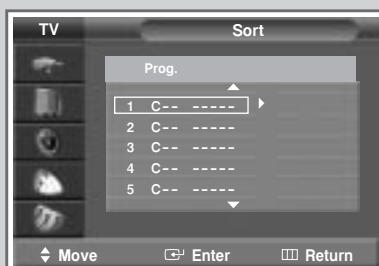 TV Sort
Prog.
1 C-- -----
2 C-- -----
3 C-- -----
4 C-- -----
5 C-- -----
Move Enter Return